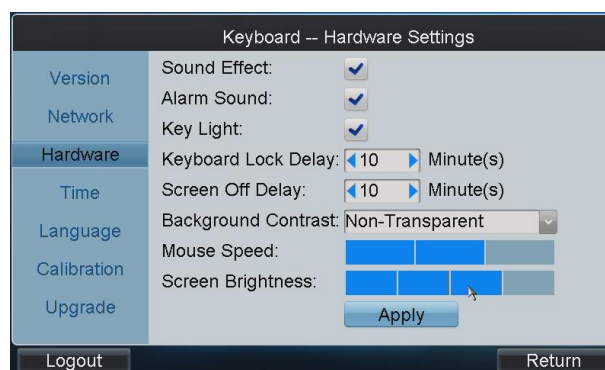 Keyboard -- Hardware Settings
Version
Network
Hardware
Time
Language
Calibration
Upgrade
Sound Effect:
Alarm Sound:
Key Light:
Keyboard Lock Delay: 10 Minute(s)
Screen Off Delay: 10 Minute(s)
Background Contrast: Non-Transparent
Mouse Speed:
Screen Brightness:
Apply
Logout
Return